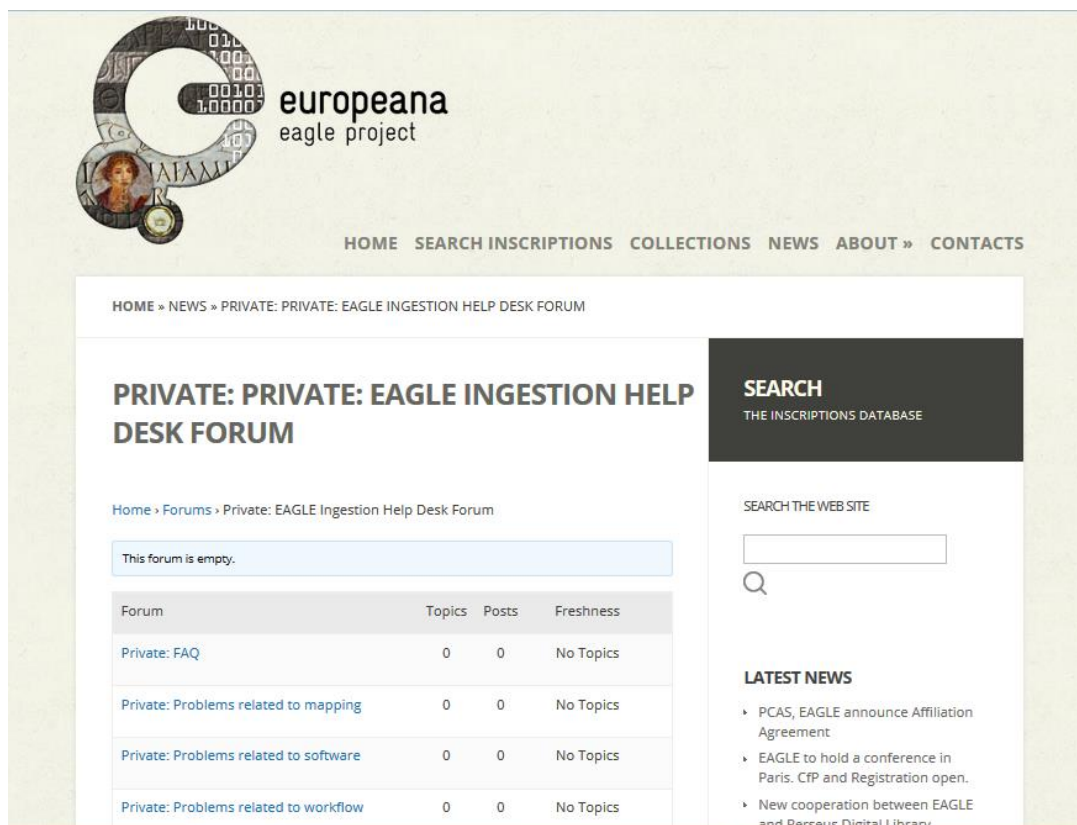 europeana
eagle project
HOME SEARCH INSCRIPTIONS COLLECTIONS NEWS ABOUT » CONTACTS
HOME » NEWS » PRIVATE: PRIVATE: EAGLE INGESTION HELP DESK FORUM
PRIVATE: PRIVATE: EAGLE INGESTION HELP
DESK FORUM
Home › Forums › Private: EAGLE Ingestion Help Desk Forum
This forum is empty.
Forum Topics Posts Freshness
Private: FAQ 0 0 No Topics
Private: Problems related to mapping 0 0 No Topics
Private: Problems related to software 0 0 No Topics
Private: Problems related to workflow 0 0 No Topics
SEARCH
THE INSCRIPTIONS DATABASE
SEARCH THE WEB SITE
LATEST NEWS
PCAS, EAGLE announce Affiliation
Agreement
EAGLE to hold a conference in
Paris. CfP and Registration open.
New cooperation between EAGLE
and Perseus Digital Library